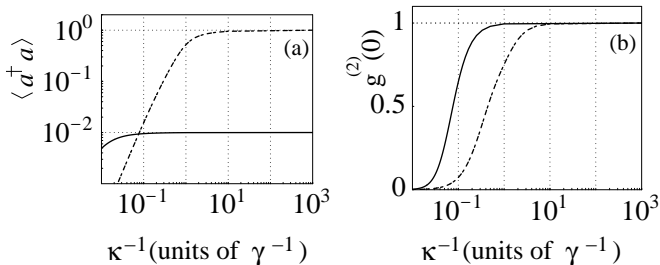 10^0
10^-1
10^-2
⟨a†a⟩
(a)
10^-1 10^1 10^3
κ^-1 (units of γ^-1)
1
0.5
0
g^(2)(0)
(b)
10^-1 10^1 10^3
κ^-1 (units of γ^-1)